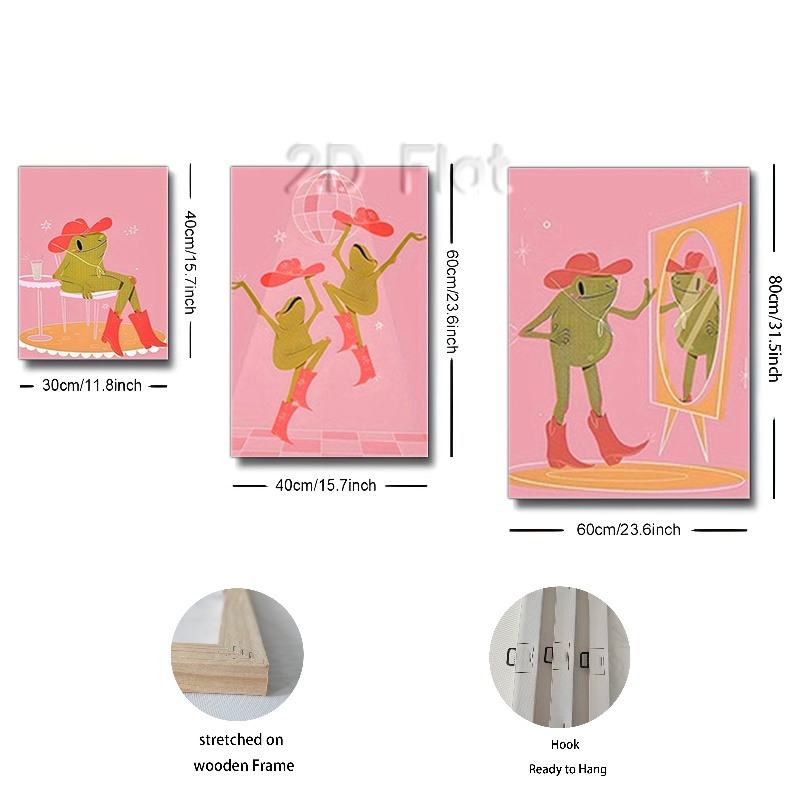 2D Flat
40cm/15.7inch
30cm/11.8inch
60cm/23.6inch
40cm/15.7inch
80cm/31.5inch
60cm/23.6inch
stretched on
wooden Frame
Hook
Ready to Hang